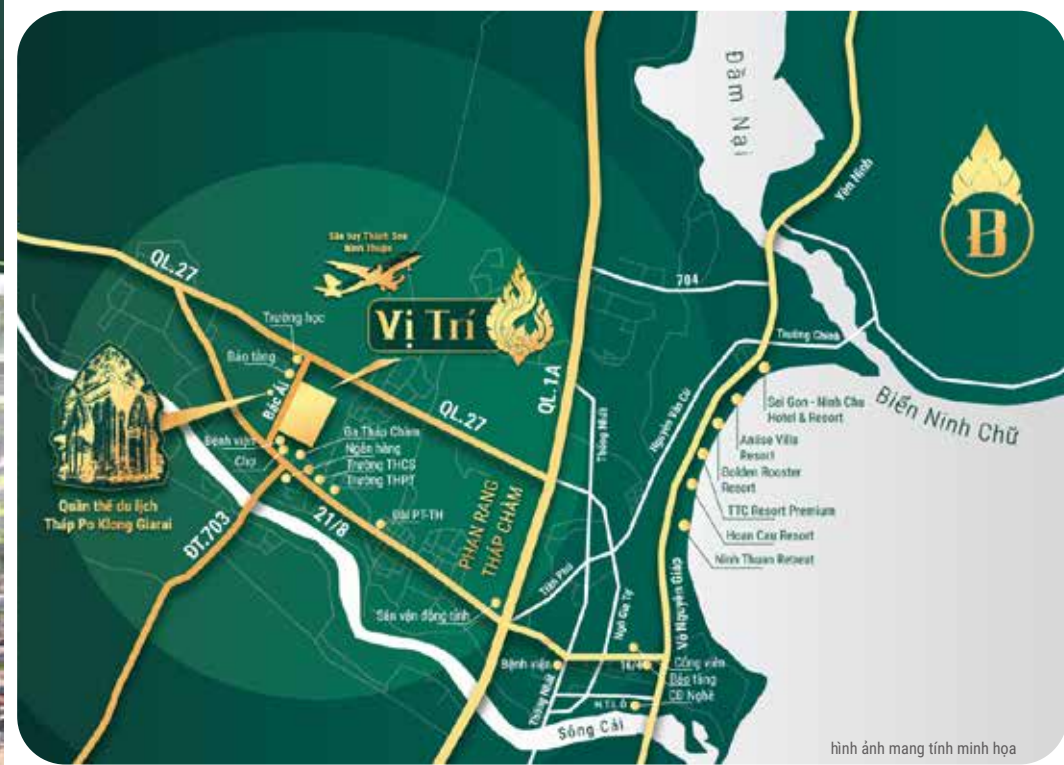 Đầm Nại
Yên Ninh
B
Sân bay Thành Sơn
Ninh Thuận
Vị Trí
QL.27
QL.27
QL.1A
704
Trường Chinh
Trường học
Bảo tàng
Bác Ái
Bệnh viện
Chợ
Ga Tháp Chàm
Ngân hàng
Trường THCS
Trường THPT
Đài PT-TH
21/8
ĐT.703
Quần thể du lịch
Tháp Po Klong Giarai
PHAN RANG
THÁP CHÀM
Thống Nhất
Nguyễn Văn Cừ
Sai Gon - Ninh Chu
Hotel & Resort
Biển Ninh Chữ
Anise Villa
Resort
Golden Rooster
Resort
TTC Resort Premium
Hoan Cau Resort
Ninh Thuan Retreat
Võ Nguyên Giáp
Trần Phú
Ngô Gia Tự
Sân vận động tỉnh
Bệnh viện
16/4
Công viên
Bảo tàng
CĐ Nghề
Thống Nhất
Sông Cái
hình ảnh mang tính minh họa